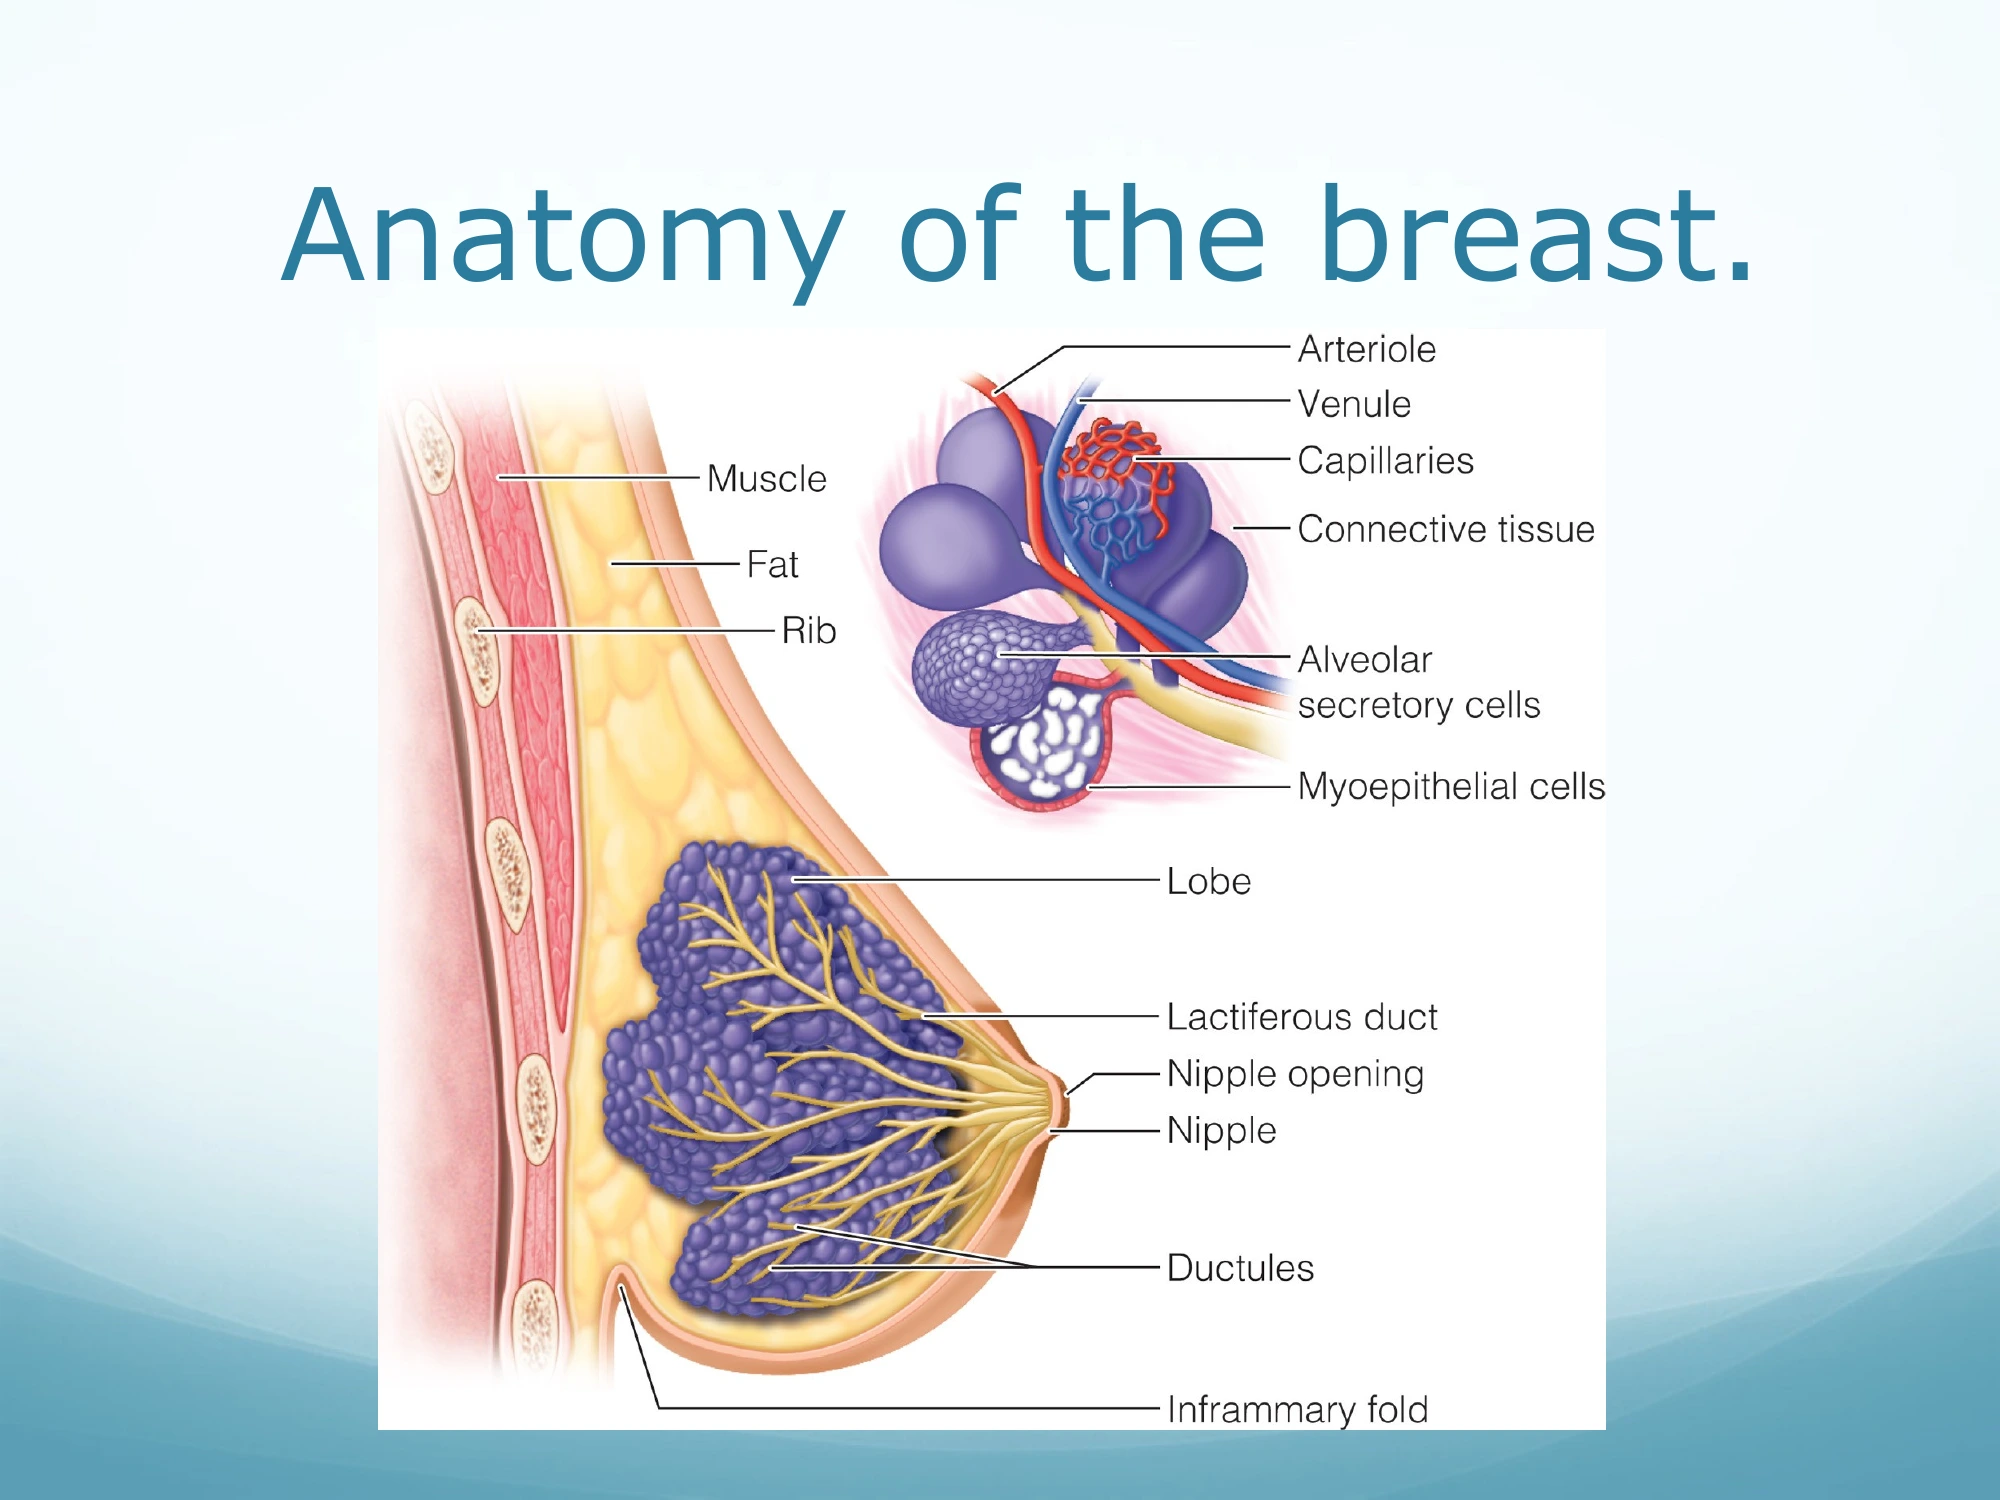 Anatomy of the breast.
Arteriole
Venule
Capillaries
Connective tissue
Alveolar
secretory cells
Myoepithelial cells
Muscle
Fat
Rib
Lobe
Lactiferous duct
Nipple opening
Nipple
Ductules
Inframmary fold